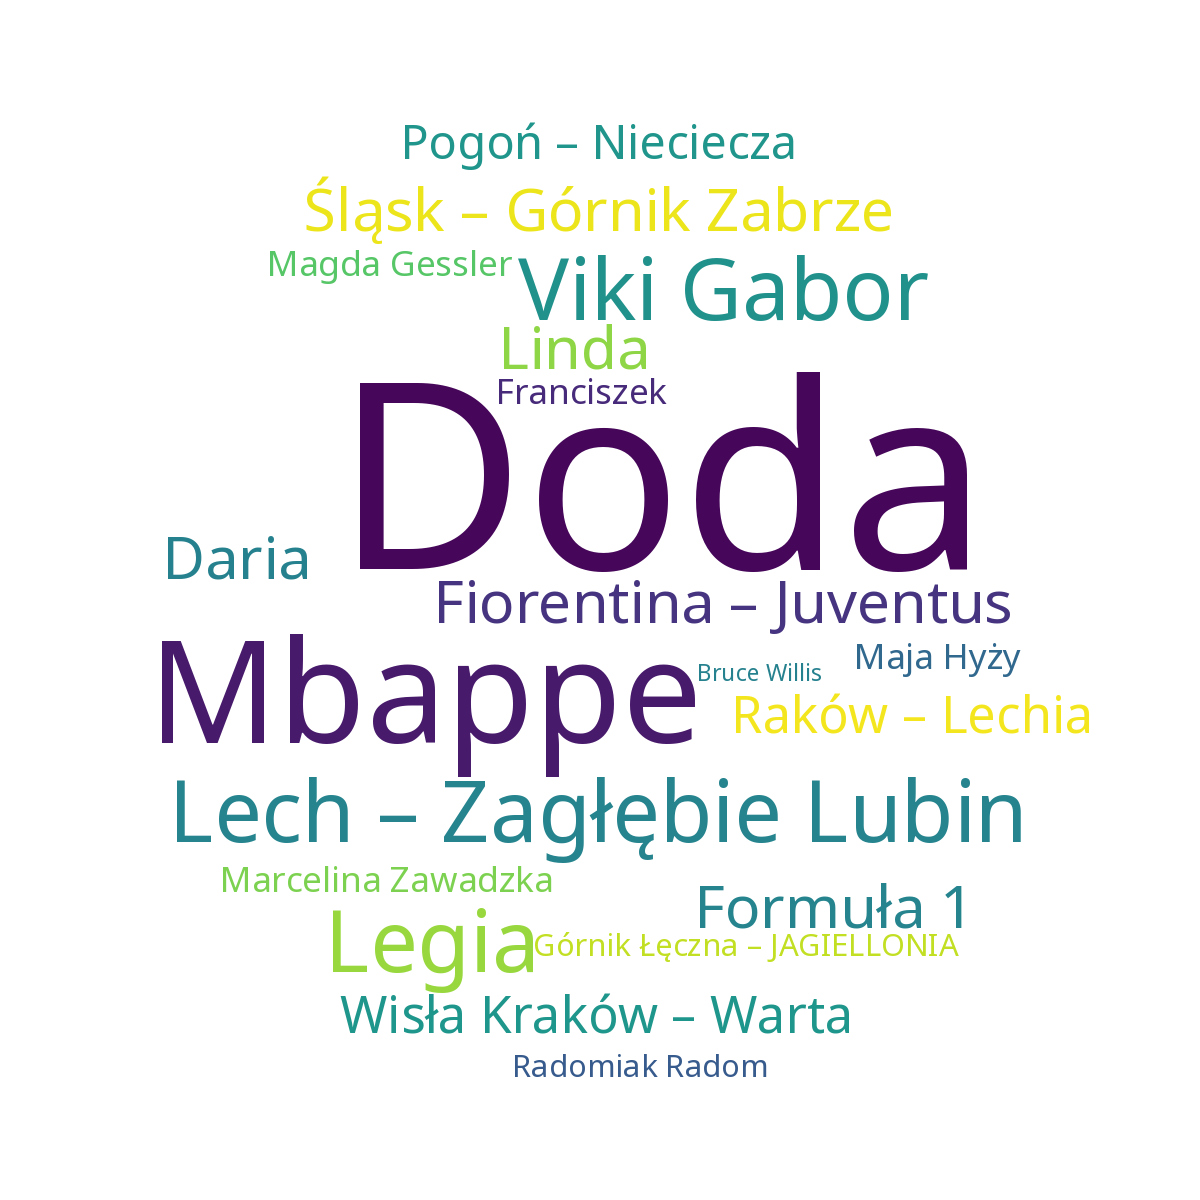 Pogoń – Nieciecza
Śląsk – Górnik Zabrze
Magda Gessler
Viki Gabor
Linda
Franciszek
Doda
Daria
Fiorentina – Juventus
Mbappe
Bruce Willis
Maja Hyży
Raków – Lechia
Lech – Zagłębie Lubin
Marcelina Zawadzka
Formuła 1
Legia
Górnik Łęczna – JAGIELLONIA
Wisła Kraków – Warta
Radomiak Radom